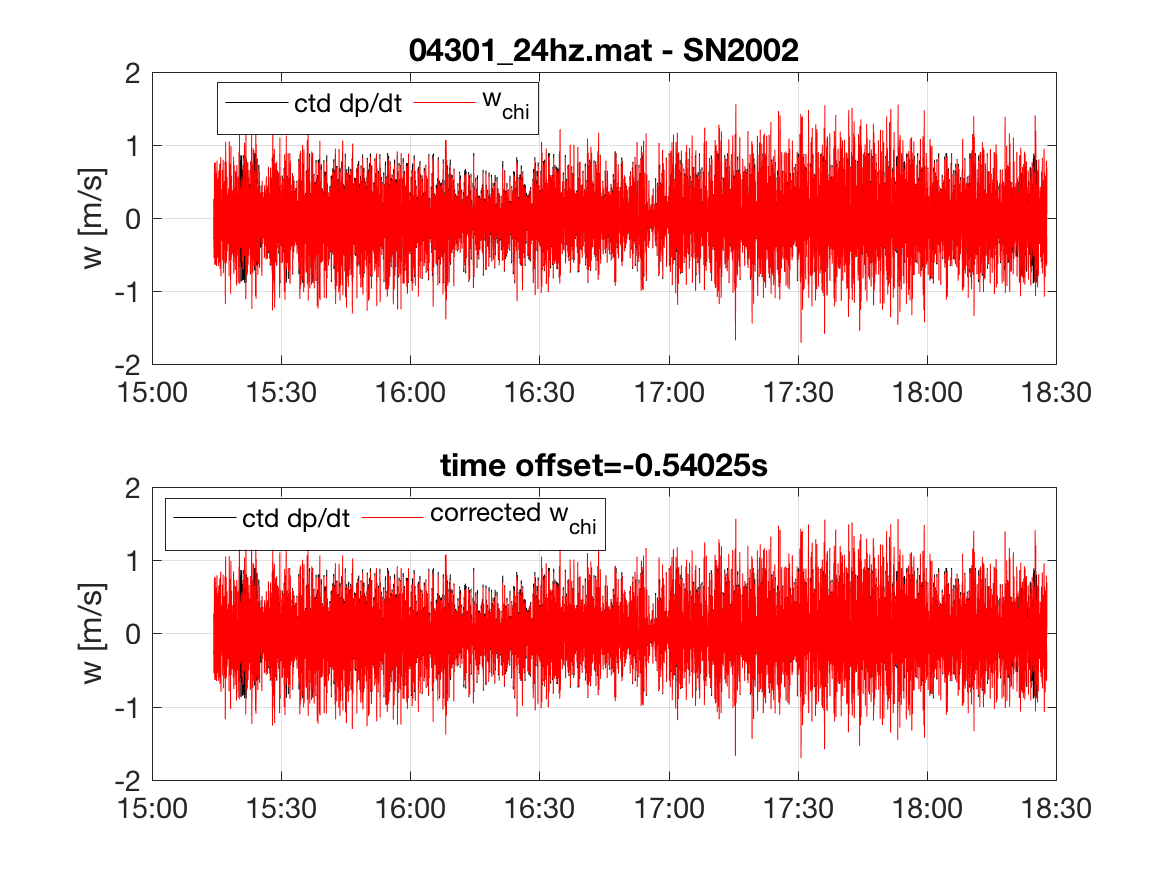 04301_24hz.mat - SN2002
2
ctd dp/dt w_chi
1
0
-1
-2
w [m/s]
15:00 15:30 16:00 16:30 17:00 17:30 18:00 18:30
time offset=-0.54025s
2
ctd dp/dt corrected w_chi
1
0
-1
-2
w [m/s]
15:00 15:30 16:00 16:30 17:00 17:30 18:00 18:30